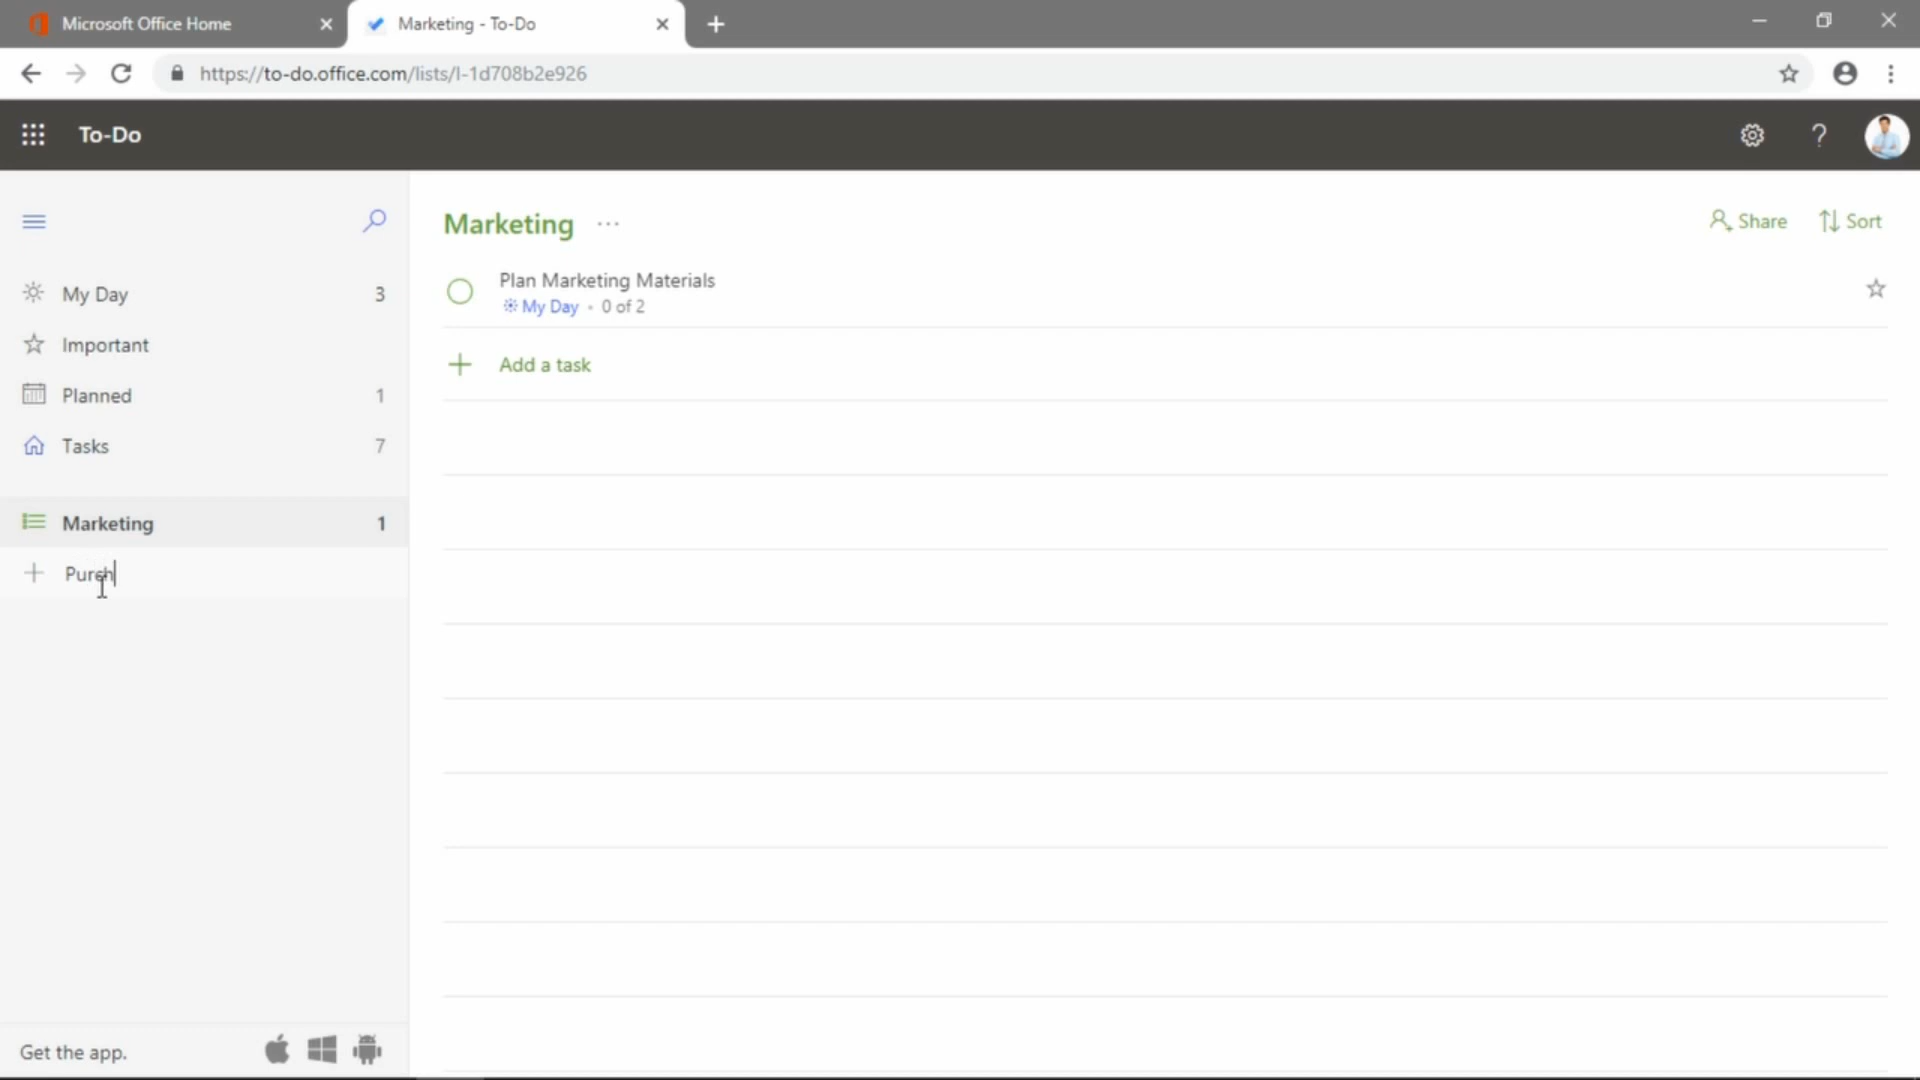 Microsoft Office Home
Marketing - To-Do
https://to-do.office.com/lists/l-1d708b2e926
To-Do
My Day 3
Important
Planned 1
Tasks 7
Marketing 1
Purch
Get the app.
Marketing ...
Share Sort
Plan Marketing Materials
My Day • 0 of 2
Add a task